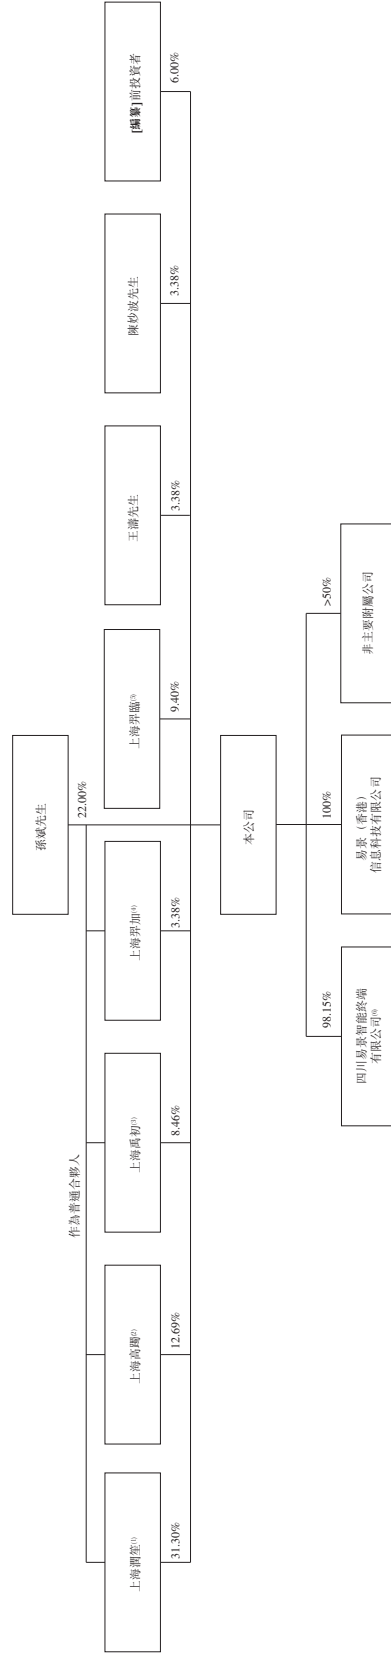 孫斌先生
22.00%
作為普通合夥人
上海潤笙(1)
上海高躅(2)
上海禹初(3)
上海羿加(4)
上海羿臨(5)
王濤先生
陳妙波先生
[編纂]前投資者
31.30%
12.69%
8.46%
3.38%
9.40%
3.38%
3.38%
6.00%
本公司
98.15%
100%
>50%
四川易景智能終端
有限公司(6)
易景（香港）
信息科技有限公司
非主要附屬公司